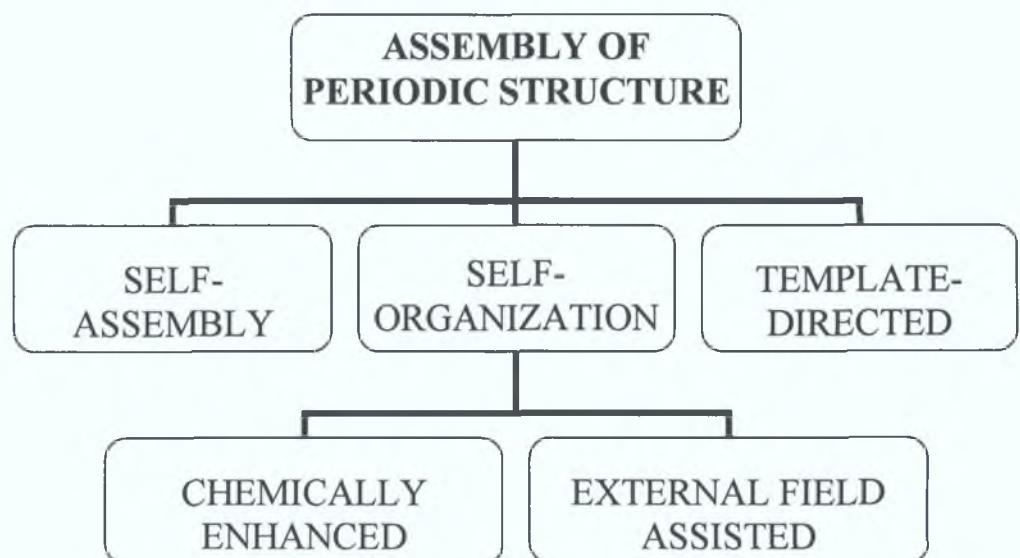 ASSEMBLY OF
PERIODIC STRUCTURE
SELF-
ASSEMBLY
SELF-
ORGANIZATION
TEMPLATE-
DIRECTED
CHEMICALLY
ENHANCED
EXTERNAL FIELD
ASSISTED